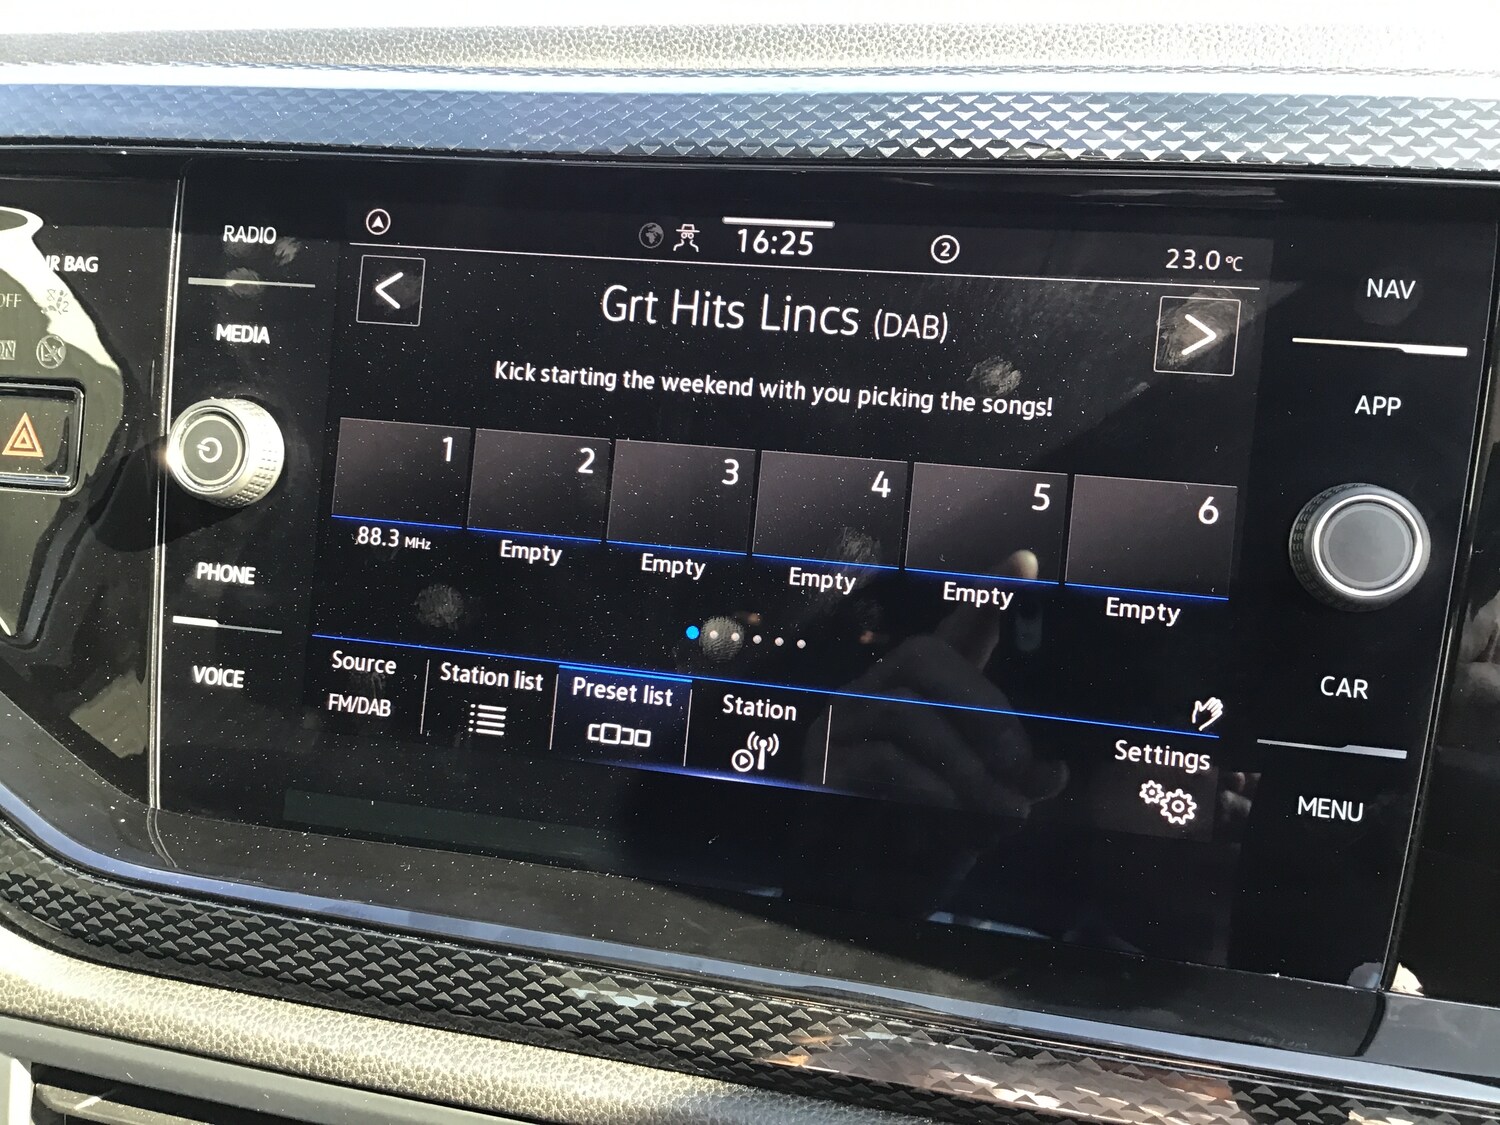 RADIO
MEDIA
PHONE
VOICE
BAG
OFF
16:25
2
23.0 °C
Grt Hits Lincs (DAB)
Kick starting the weekend with you picking the songs!
1
2
3
4
5
6
88.3 MHz
Empty
Empty
Empty
Empty
Empty
Source
FM/DAB
Station list
Preset list
Station
Settings
NAV
APP
CAR
MENU